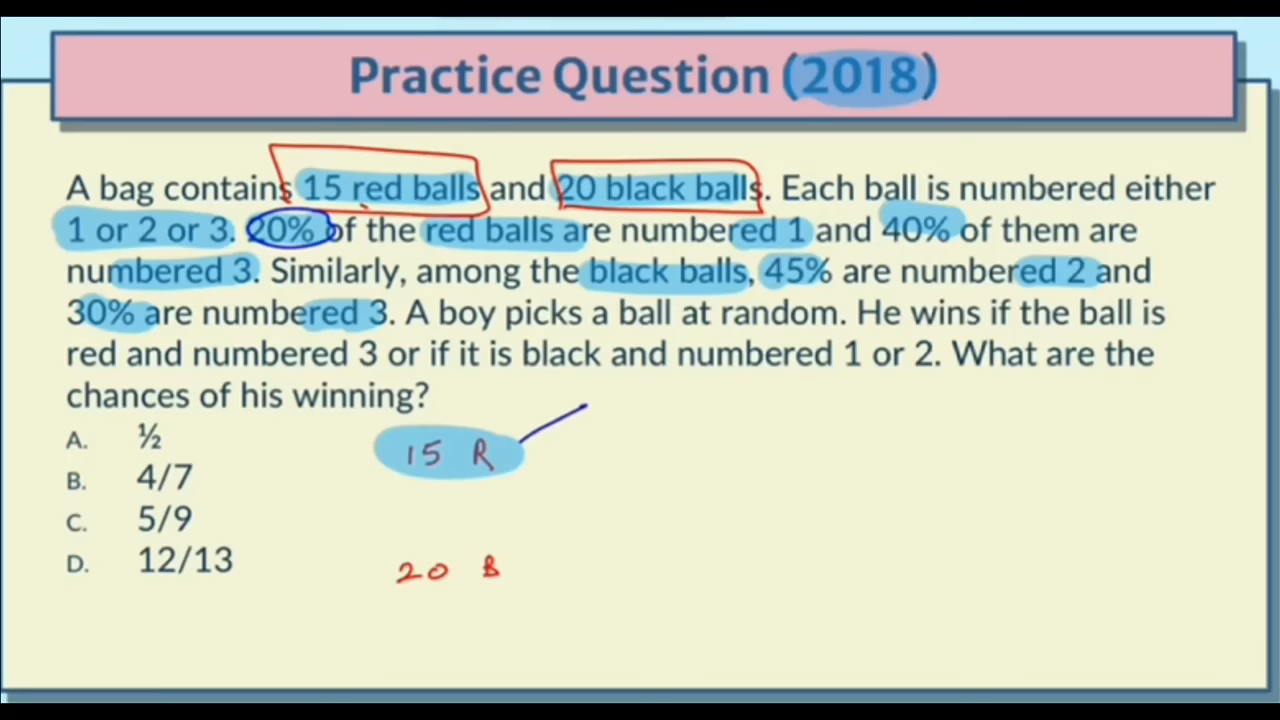 Practice Question (2018)
A bag contains 15 red balls and 20 black balls. Each ball is numbered either
1 or 2 or 3. 20% of the red balls are numbered 1 and 40% of them are
numbered 3. Similarly, among the black balls, 45% are numbered 2 and
30% are numbered 3. A boy picks a ball at random. He wins if the ball is
red and numbered 3 or if it is black and numbered 1 or 2. What are the
chances of his winning?
A. ½
B. 4/7
C. 5/9
D. 12/13
15 R
20 B